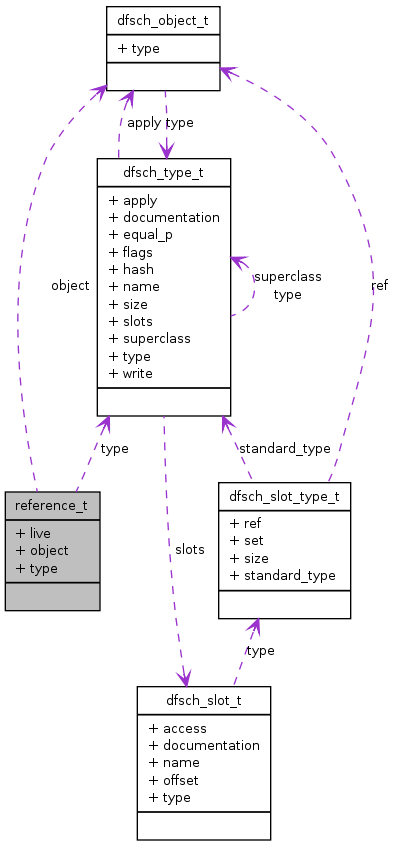 dfsch_object_t
+ type
apply type
dfsch_type_t
+ apply
+ documentation
+ equal_p
+ flags
+ hash
+ name
+ size
+ slots
+ superclass
+ type
+ write
superclass
type
object
ref
type
standard_type
reference_t
+ live
+ object
+ type
dfsch_slot_type_t
+ ref
+ set
+ size
+ standard_type
slots
type
dfsch_slot_t
+ access
+ documentation
+ name
+ offset
+ type